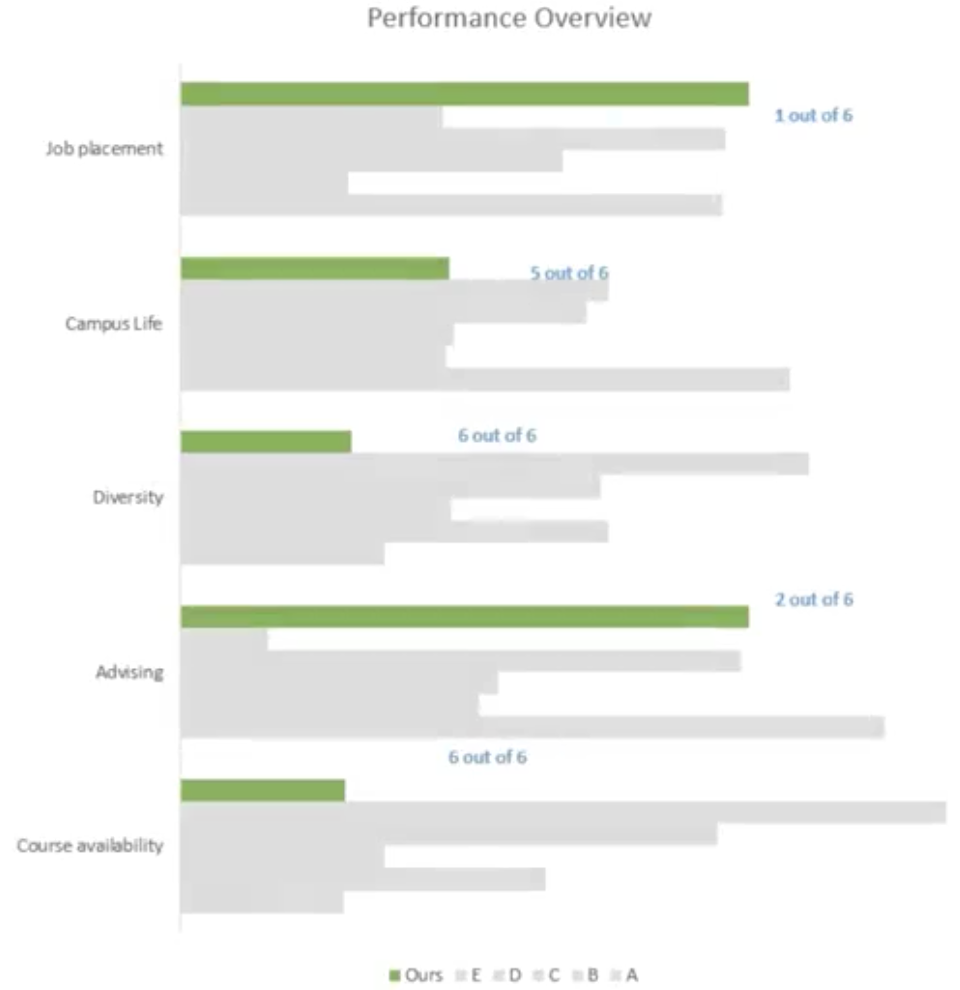 Performance Overview
1 out of 6
Job placement
5 out of 6
Campus Life
6 out of 6
Diversity
2 out of 6
Advising
6 out of 6
Course availability
Ours E D C B A